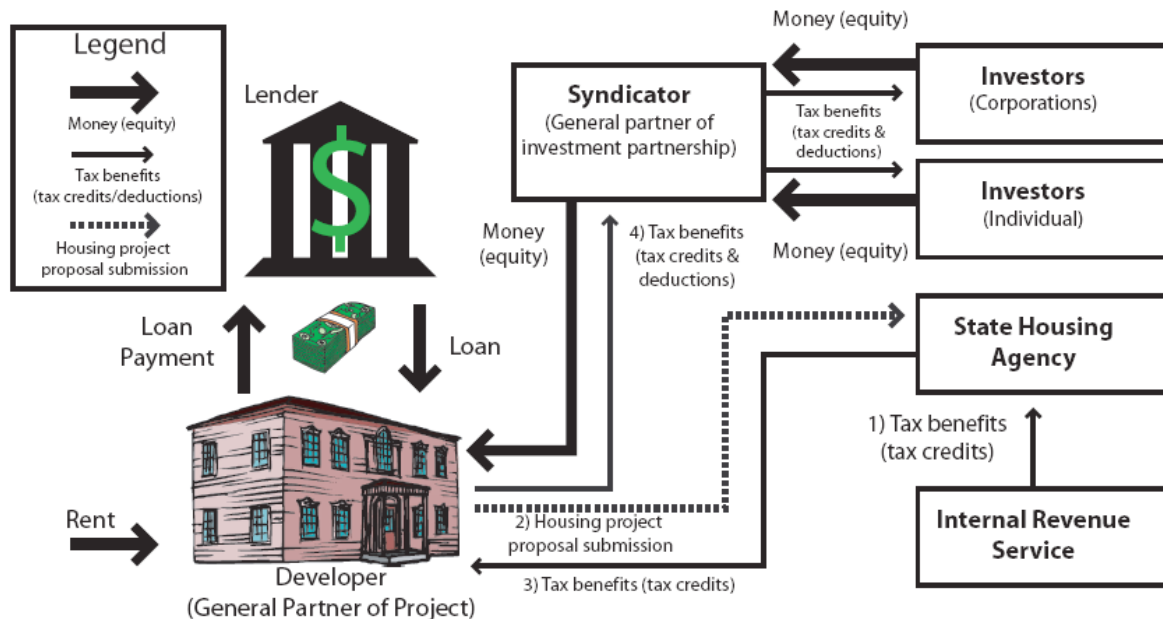 Legend
Money (equity)
Tax benefits
(tax credits/deductions)
Housing project
proposal submission
Lender
$
Loan
Payment
Loan
Rent
Developer
(General Partner of Project)
Syndicator
(General partner of
investment partnership)
Money (equity)
Tax benefits
(tax credits &
deductions)
Money (equity)
Investors
(Corporations)
Investors
(Individual)
Money
(equity)
4) Tax benefits
(tax credits &
deductions)
State Housing
Agency
1) Tax benefits
(tax credits)
Internal Revenue
Service
2) Housing project
proposal submission
3) Tax benefits (tax credits)